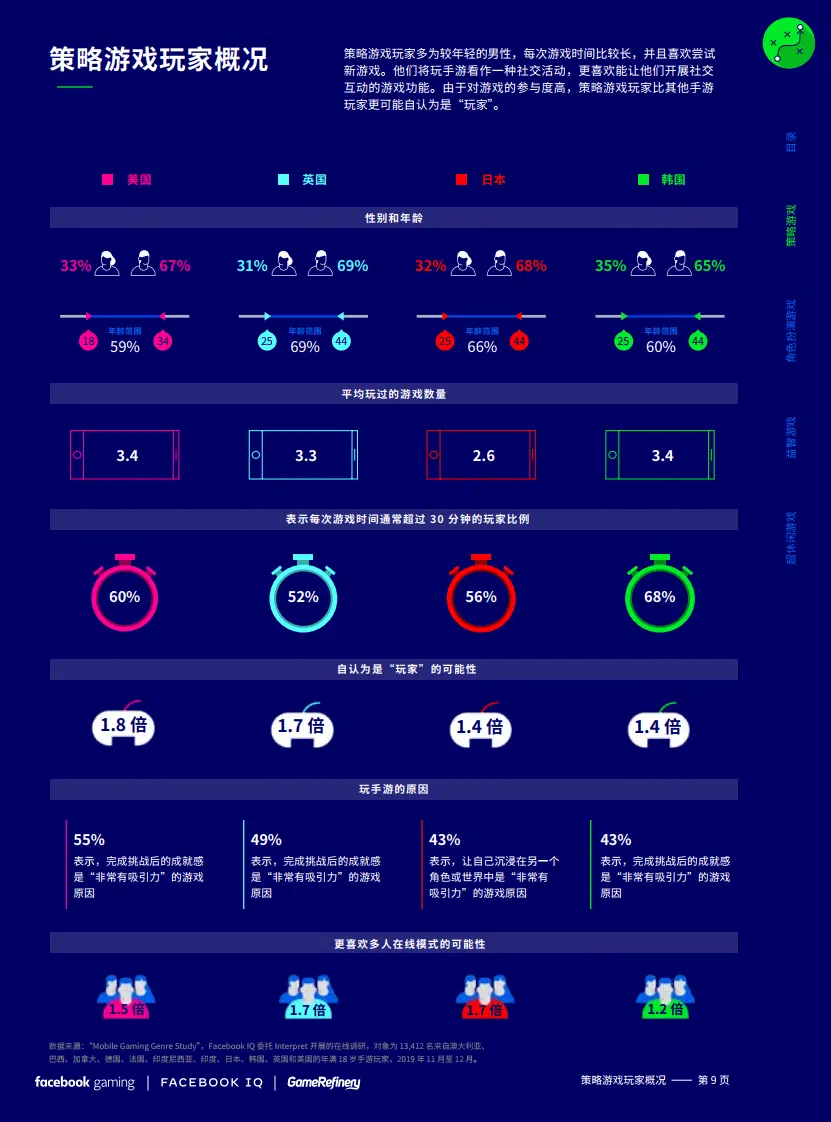 策略游戏玩家概况
策略游戏玩家多为较年轻的男性，每次游戏时间比较长，并且喜欢尝试
新游戏。他们将玩手游看作一种社交活动，更喜欢能让他们开展社交
互动的游戏功能。由于对游戏的参与度高，策略游戏玩家比其他手游
玩家更可能自认为是“玩家”。
目录
策略游戏
角色扮演游戏
益智游戏
超休闲游戏
美国 英国 日本 韩国
性别和年龄
33% 67% 31% 69% 32% 68% 35% 65%
年龄范围 年龄范围 年龄范围 年龄范围
18 59% 34 25 69% 44 25 66% 44 25 60% 44
平均玩过的游戏数量
3.4 3.3 2.6 3.4
表示每次游戏时间通常超过 30 分钟的玩家比例
60% 52% 56% 68%
自认为是“玩家”的可能性
1.8 倍 1.7 倍 1.4 倍 1.4 倍
玩手游的原因
55%
表示，完成挑战后的成就感
是“非常有吸引力”的游戏
原因
49%
表示，完成挑战后的成就感
是“非常有吸引力”的游戏
原因
43%
表示，让自己沉浸在另一个
角色或世界中是“非常有
吸引力”的游戏原因
43%
表示，完成挑战后的成就感
是“非常有吸引力”的游戏
原因
更喜欢多人在线模式的可能性
1.5 倍 1.7 倍 1.7 倍 1.2 倍
数据来源：“Mobile Gaming Genre Study”，Facebook IQ 委托 Interpret 开展的在线调研，对象为 13,412 名来自澳大利亚、
巴西、加拿大、德国、法国、印度尼西亚、印度、日本、韩国、英国和美国的年满 18 岁手游玩家，2019 年 11 月至 12 月。
facebook gaming | FACEBOOK IQ | GameRefinery
策略游戏玩家概况 —— 第 9 页